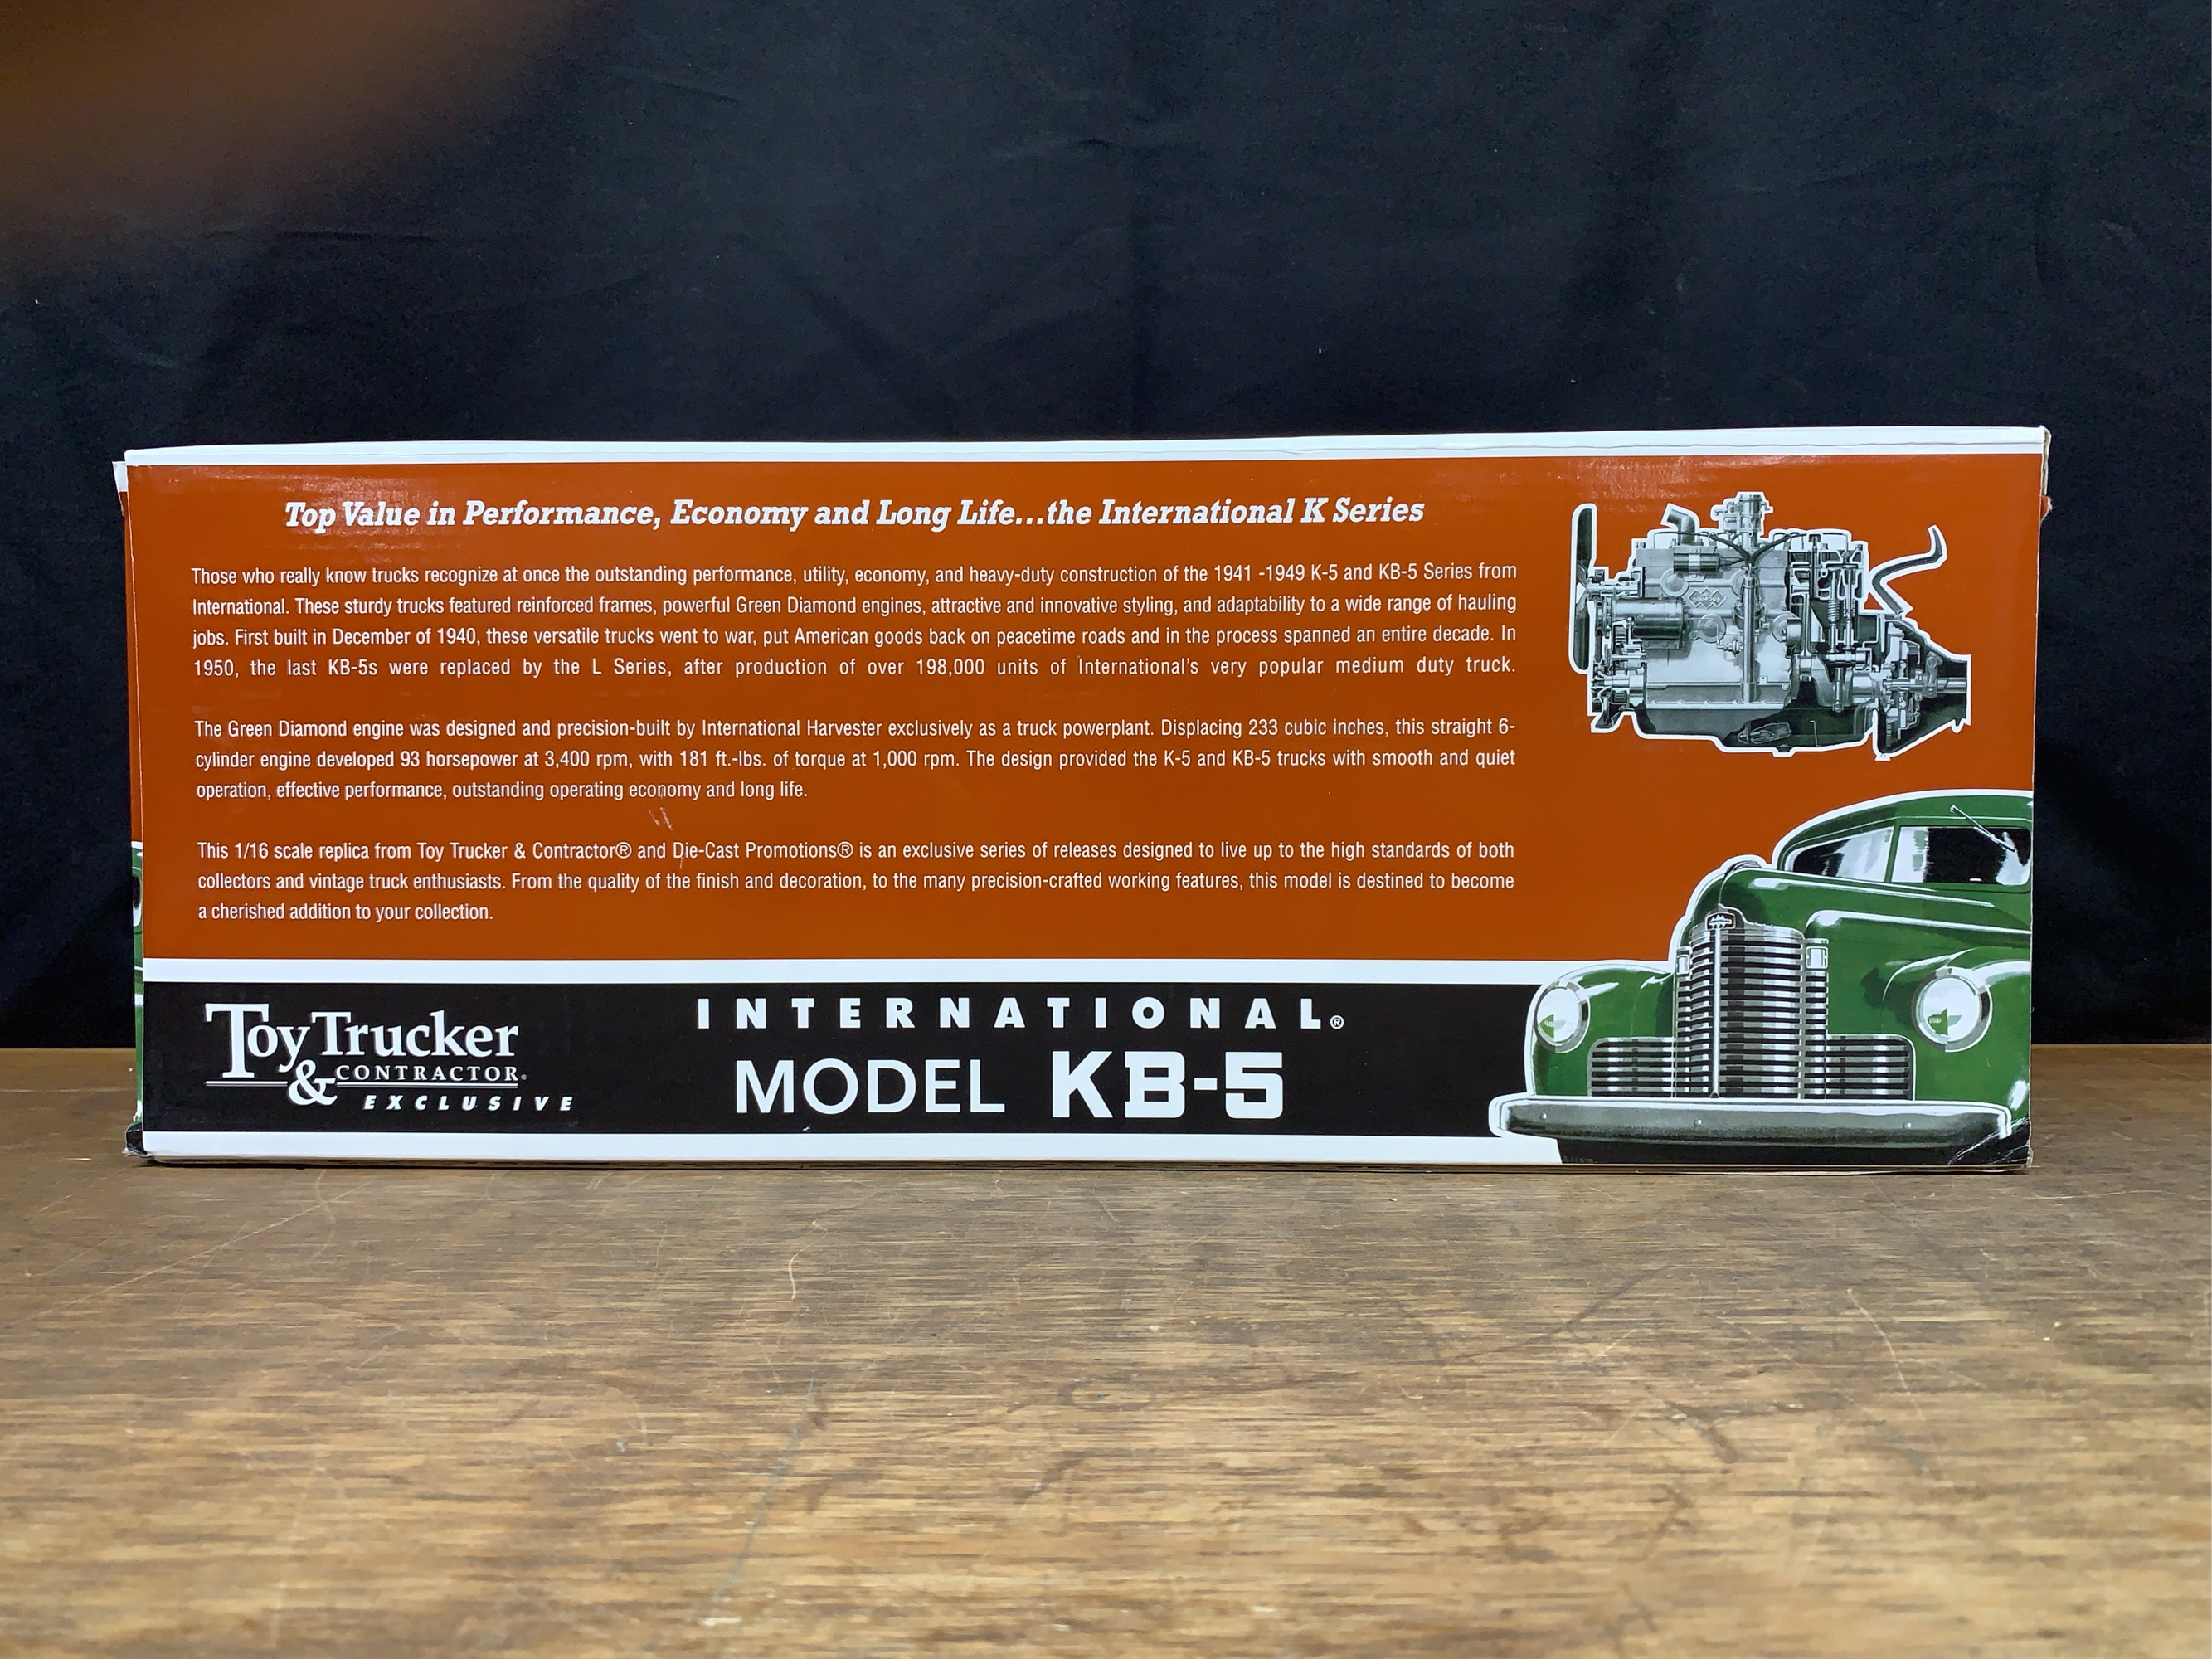 Top Value in Performance, Economy and Long Life...the International K Series
Those who really know trucks recognize at once the outstanding performance, utility, economy, and heavy-duty construction of the 1941 -1949 K-5 and KB-5 Series from
International. These sturdy trucks featured reinforced frames, powerful Green Diamond engines, attractive and innovative styling, and adaptability to a wide range of hauling
jobs. First built in December of 1940, these versatile trucks went to war, put American goods back on peacetime roads and in the process spanned an entire decade. In
1950, the last KB-5s were replaced by the L Series, after production of over 198,000 units of International's very popular medium duty truck.
The Green Diamond engine was designed and precision-built by International Harvester exclusively as a truck powerplant. Displacing 233 cubic inches, this straight 6-
cylinder engine developed 93 horsepower at 3,400 rpm, with 181 ft.-lbs. of torque at 1,000 rpm. The design provided the K-5 and KB-5 trucks with smooth and quiet
operation, effective performance, outstanding operating economy and long life.
This 1/16 scale replica from Toy Trucker & Contractor® and Die-Cast Promotions® is an exclusive series of releases designed to live up to the high standards of both
collectors and vintage truck enthusiasts. From the quality of the finish and decoration, to the many precision-crafted working features, this model is destined to become
a cherished addition to your collection.
Toy Trucker
& CONTRACTOR®
EXCLUSIVE
INTERNATIONAL®
MODEL KB-5